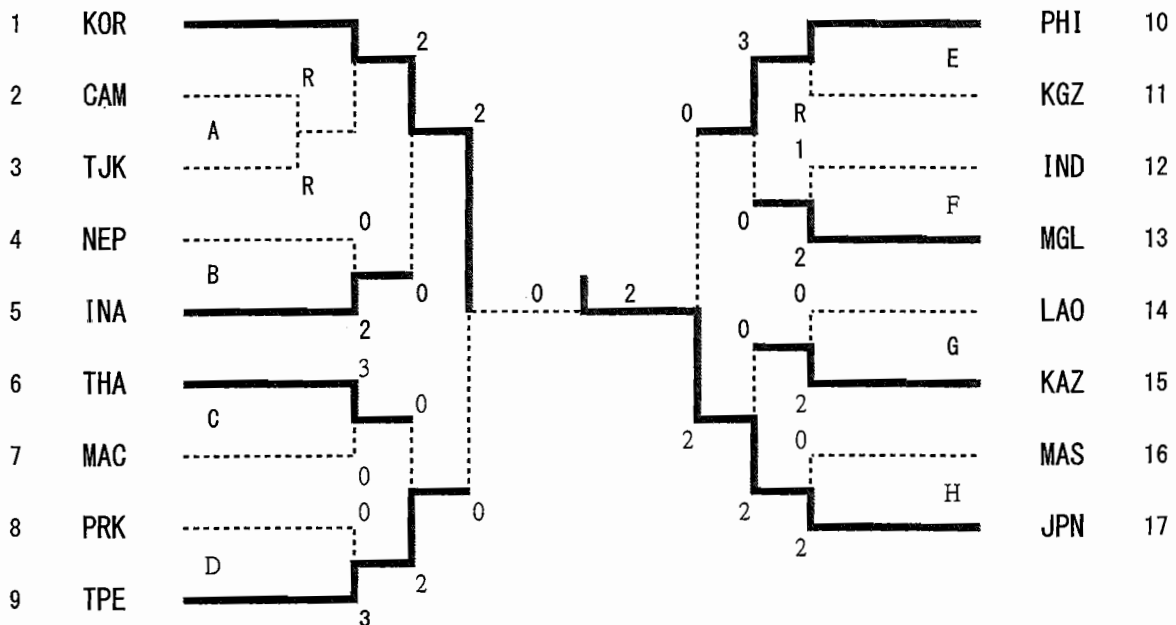 1 KOR 2 3 PHI 10
R E
2 CAM 2 0 R KGZ 11
A 1
3 TJK R IND 12
0 F
4 NEP 0 2 MGL 13
B 0 0 2 0
5 INA 2 LAO 14
3 0 G
6 THA 0 2 KAZ 15
C 2 0
7 MAC 0 MAS 16
0 0 2 H
8 PRK 2 JPN 17
D 2
9 TPE 3